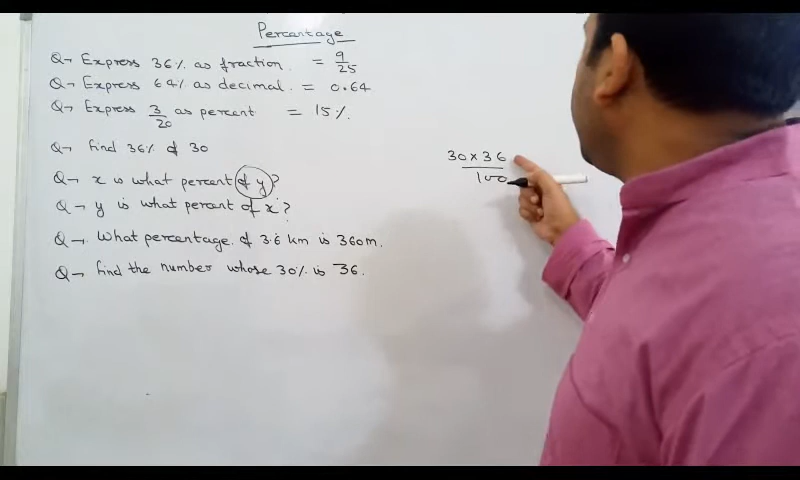 Percentage
Q→ Express 36% as fraction. = 9/25
Q→ Express 64% as decimal. = 0.64
Q→ Express 3/20 as percent = 15%.
Q→ Find 36% of 30
30 x 36
100
Q→ x is what percent of y?
Q→ y is what percent of x?
Q→. What percentage of 3.6 km is 360m.
Q→ Find the number whose 30% is 36.